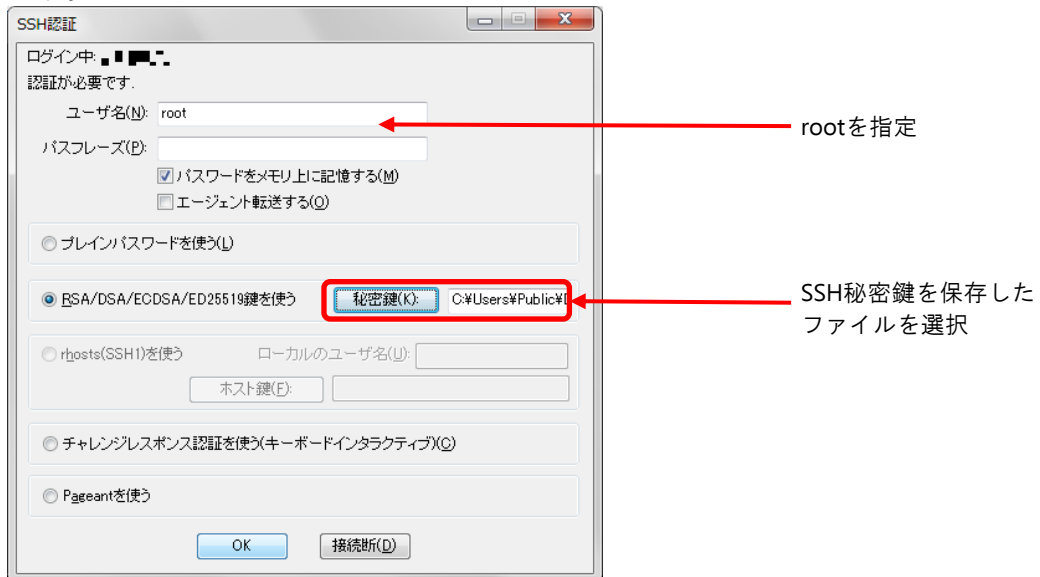 SSH認証
ログイン中:
認証が必要です.
ユーザ名(N): root
rootを指定
パスフレーズ(P):
パスワードをメモリ上に記憶する(M)
エージェント転送する(O)
プレインパスワードを使う(L)
RSA/DSA/ECDSA/ED25519鍵を使う 秘密鍵(K): C:¥Users¥Public¥
SSH秘密鍵を保存した
ファイルを選択
rhosts(SSH1)を使う ローカルのユーザ名(U):
ホスト鍵(F):
チャレンジレスポンス認証を使う(キーボードインタラクティブ)(C)
Pageantを使う
OK 接続断(D)